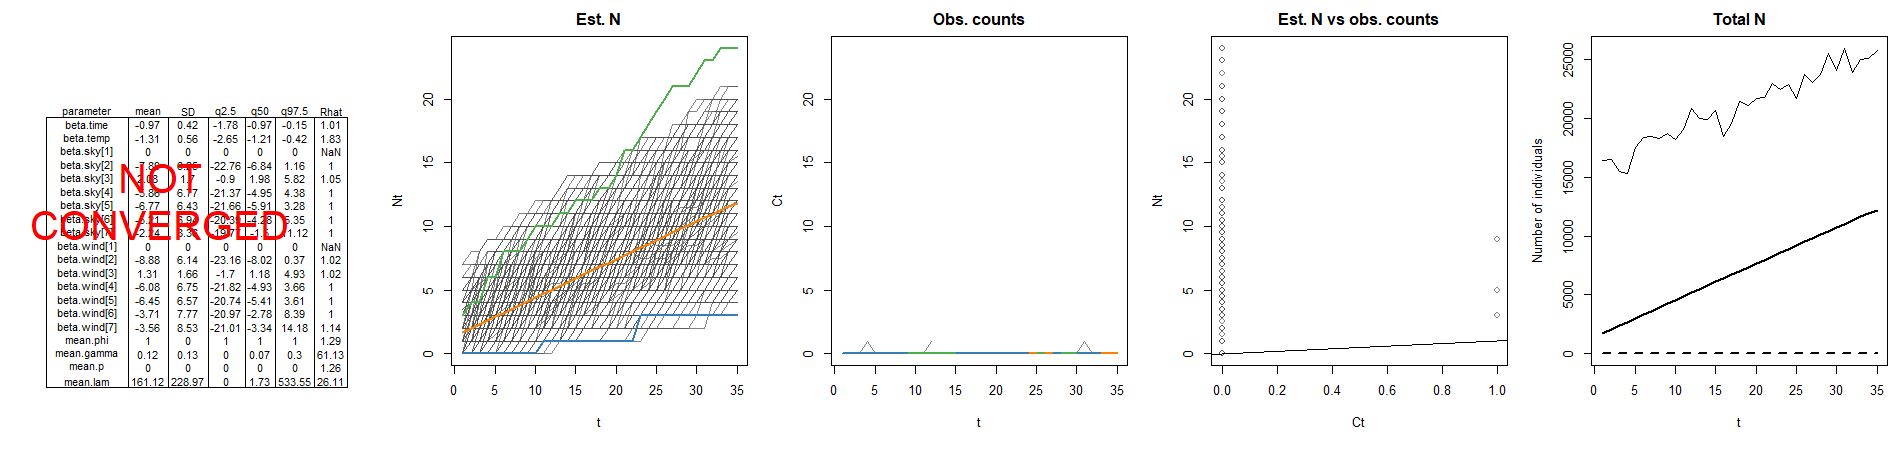 parameter mean SD q2.5 q50 q97.5 Rhat
beta.time -0.97 0.42 -1.78 -0.97 -0.15 1.01
beta.temp -1.31 0.56 -2.65 -1.21 -0.42 1.83
beta.sky[1] 0 0 0 0 0 NaN
beta.sky[2] -22.76 -6.84 1.16 1
beta.sky[3] -0.9 1.98 5.82 1.05
beta.sky[4] 6.77 -21.37 -4.95 4.38 1
beta.sky[5] -6.77 6.43 -21.66 -5.91 3.28 1
beta.sky[6] 5.35 1
1
beta.wind[1] 0 0 0 0 0 NaN
beta.wind[2] -8.88 6.14 -23.16 -8.02 0.37 1.02
beta.wind[3] 1.31 1.66 -1.7 1.18 4.93 1.02
beta.wind[4] -6.08 6.75 -21.82 -4.93 3.66 1
beta.wind[5] -6.45 6.57 -20.74 -5.41 3.61 1
beta.wind[6] -3.71 7.77 -20.97 -2.78 8.39 1
beta.wind[7] -3.56 8.53 -21.01 -3.34 14.18 1.14
mean.phi 1 0 1 1 1 1.29
mean.gamma 0.12 0.13 0 0.07 0.3 61.13
mean.p 0 0 0 0 0 1.26
mean.lam 161.12 228.97 0 1.73 533.55 26.11
NOT
CONVERGED
Est. N
Nt
0 5 10 15 20
0 5 10 15 20 25 30 35
t
Obs. counts
Ct
0 5 10 15 20
0 5 10 15 20 25 30 35
t
Est. N vs obs. counts
Nt
0 5 10 15 20
0.0 0.2 0.4 0.6 0.8 1.0
Ct
Total N
Number of individuals
0 5000 10000 15000 20000 25000
0 5 10 15 20 25 30 35
t